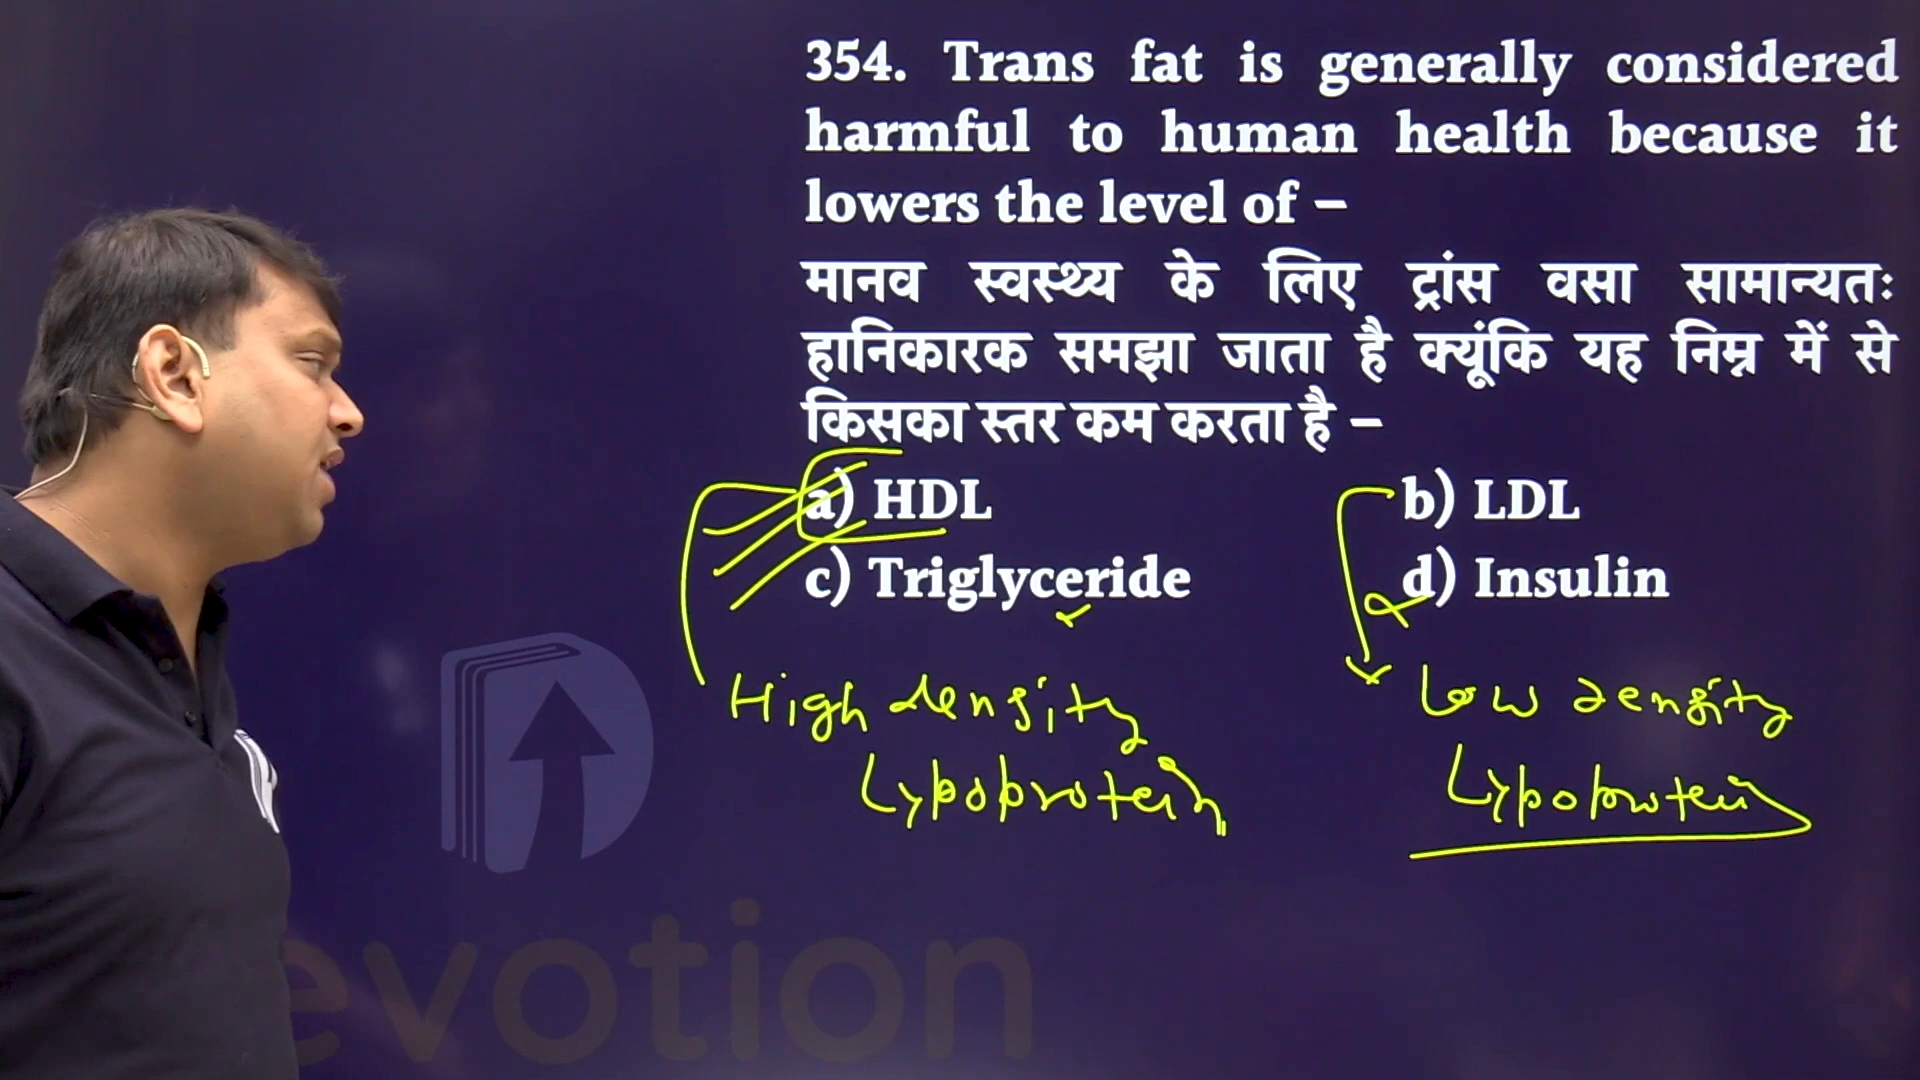 354. Trans fat is generally considered
harmful to human health because it
lowers the level of –
मानव स्वस्थ्य के लिए ट्रांस वसा सामान्यतः
हानिकारक समझा जाता है क्यूंकि यह निम्न में से
किसका स्तर कम करता है –
a) HDL b) LDL
c) Triglyceride d) Insulin
High density Low density
Lypoprotein Lypoprotein
evotion